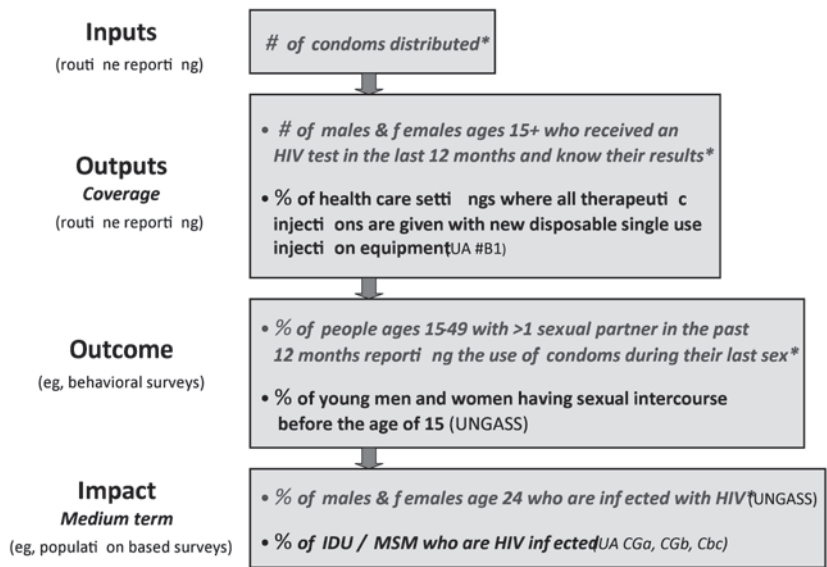 Inputs
(routi ne reporti ng)
# of condoms distributed*
Outputs
Coverage
(routi ne reporti ng)
• # of males & females ages 15+ who received an
HIV test in the last 12 months and know their results*
• % of health care setti ngs where all therapeuti c
injecti ons are given with new disposable single use
injecti on equipment(UA #B1)
Outcome
(eg, behavioral surveys)
• % of people ages 15-49 with >1 sexual partner in the past
12 months reporti ng the use of condoms during their last sex*
• % of young men and women having sexual intercourse
before the age of 15 (UNGASS)
Impact
Medium term
(eg, populati on based surveys)
• % of males & females age 24 who are infected with HIV* (UNGASS)
• % of IDU / MSM who are HIV infected(UA CGa, CGb, Cbc)